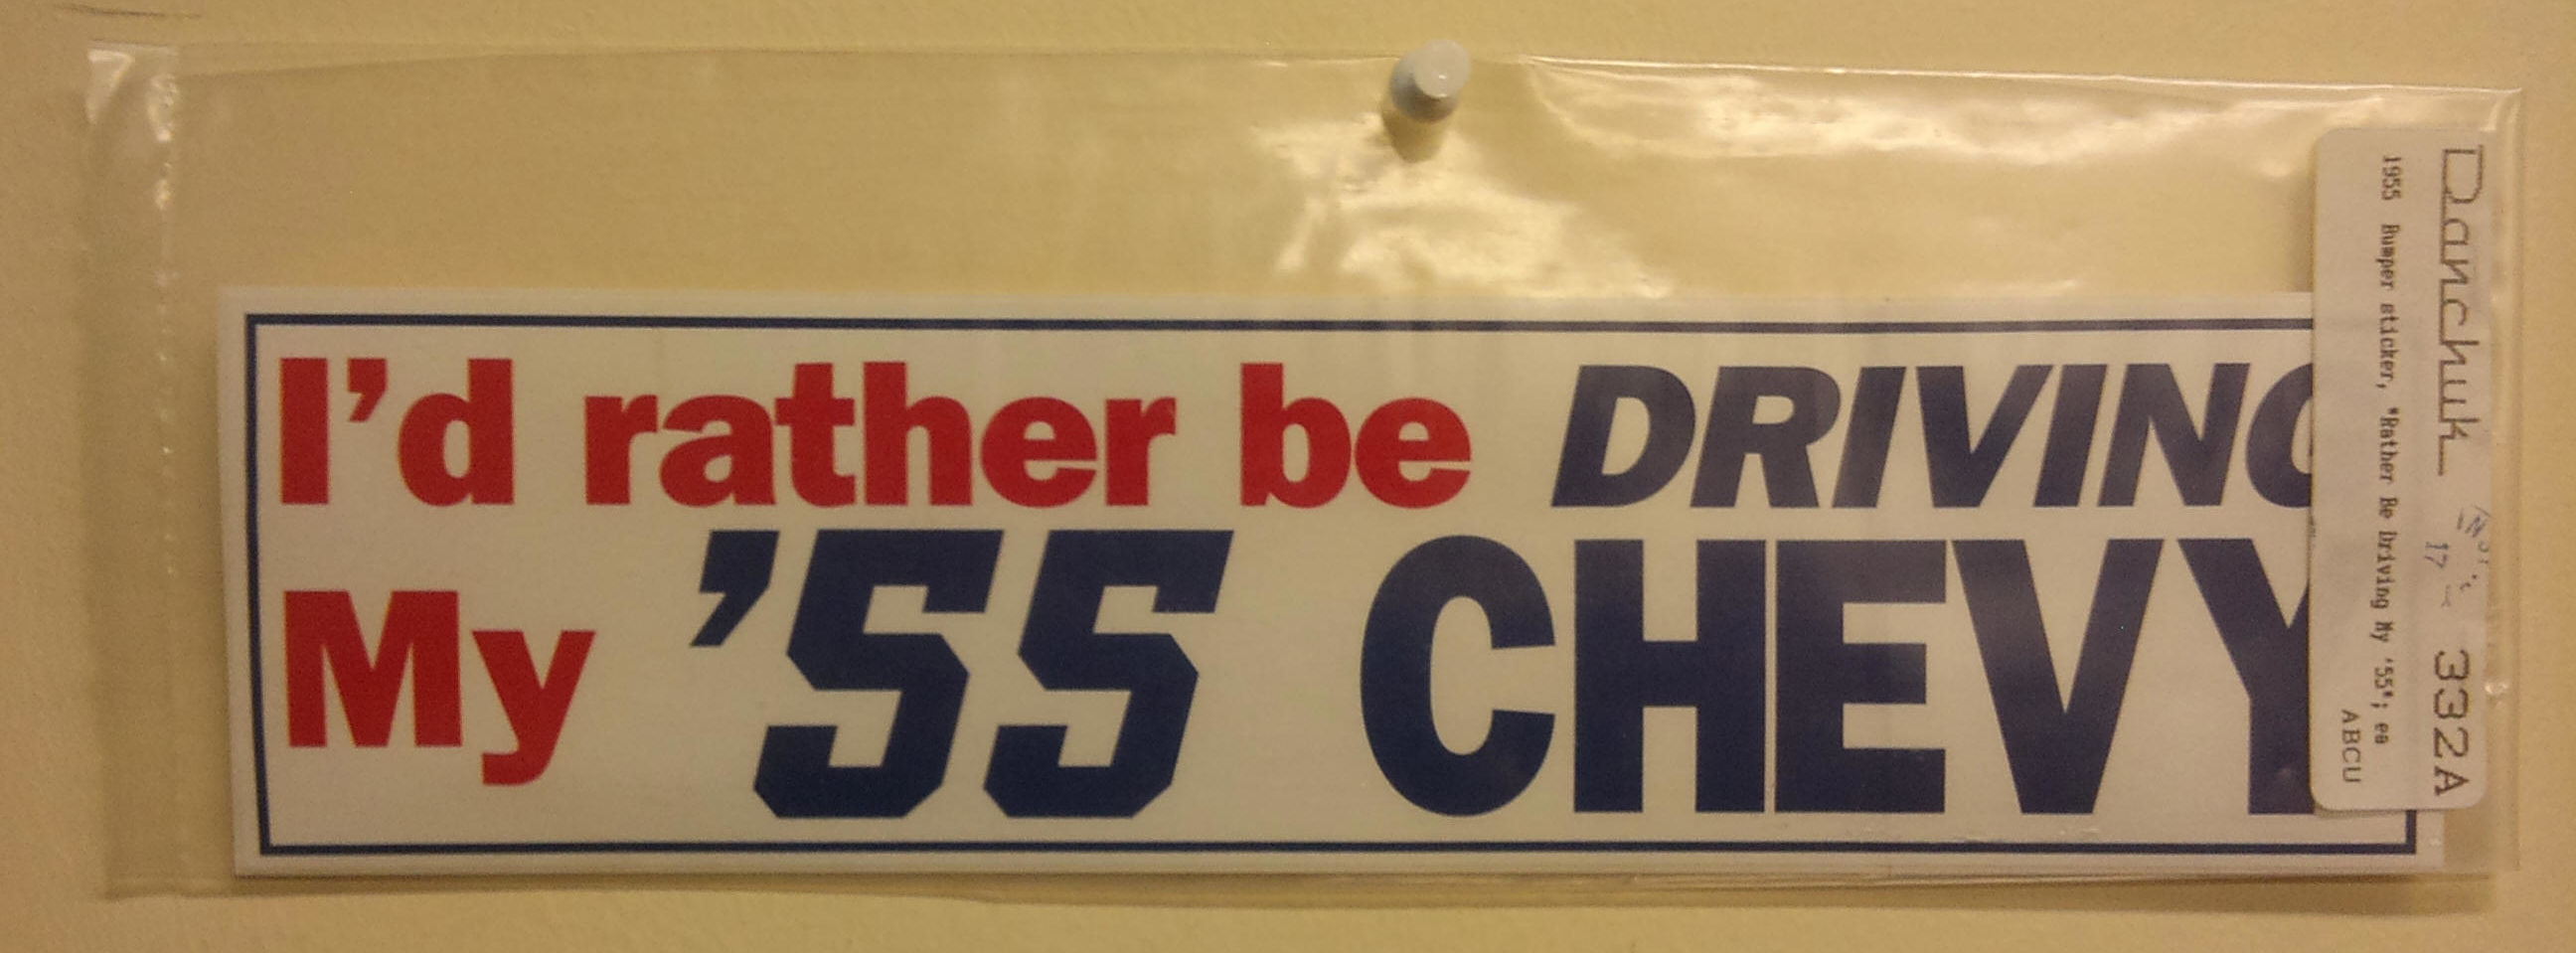 I'd rather be DRIVING
My '55 CHEVY
Danchuk 332A
1955 Bumper sticker, "Rather Be Driving My '55"; ea
ABCU